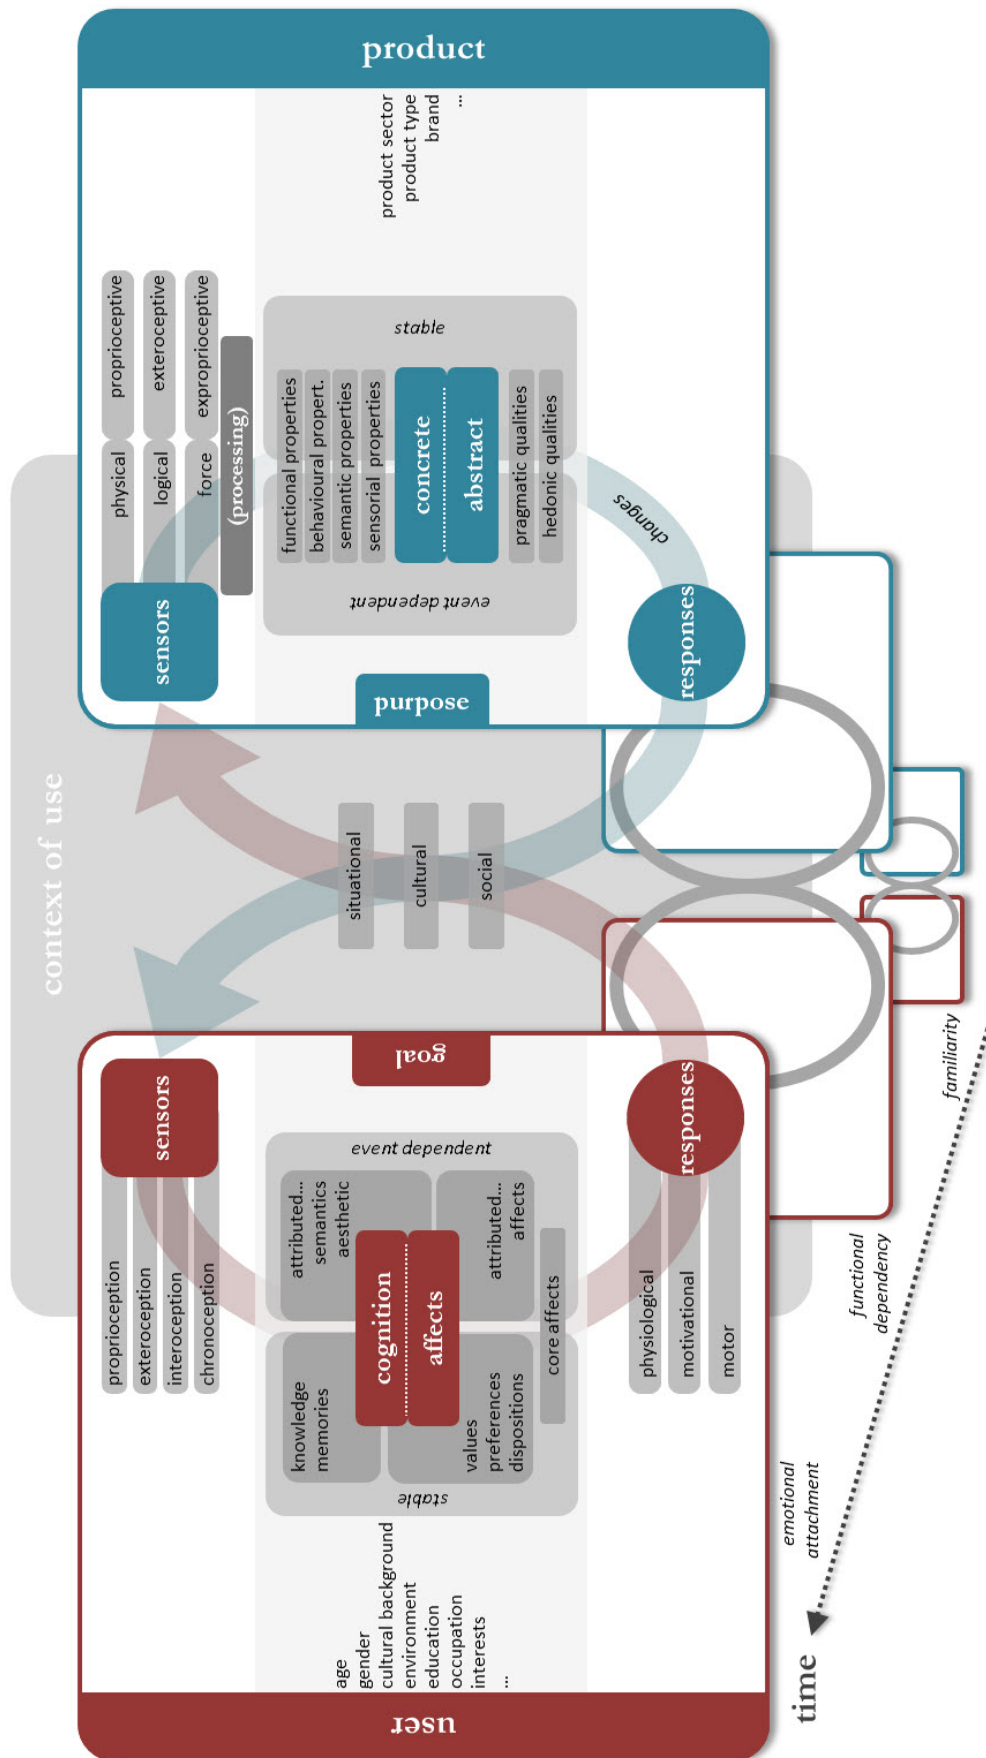 context of use
user
age
gender
cultural background
environment
education
occupation
interests
...
proprioception
exteroception
interoception
chronoception
sensors
stable
knowledge
memories
values
preferences
dispositions
cognition
affects
core affects
attributed...
semantics
aesthetic
attributed...
affects
event dependent
goal
physiological
motivational
motor
responses
situational
cultural
social
product
sensors
physical
logical
force
proprioceptive
exteroceptive
exproprioceptive
(processing)
purpose
event dependent
functional properties
behavioural propert.
semantic properties
sensorial properties
concrete
abstract
pragmatic qualities
hedonic qualities
stable
product sector
product type
brand
...
responses
changes
time
emotional
attachment
functional
dependency
familiarity